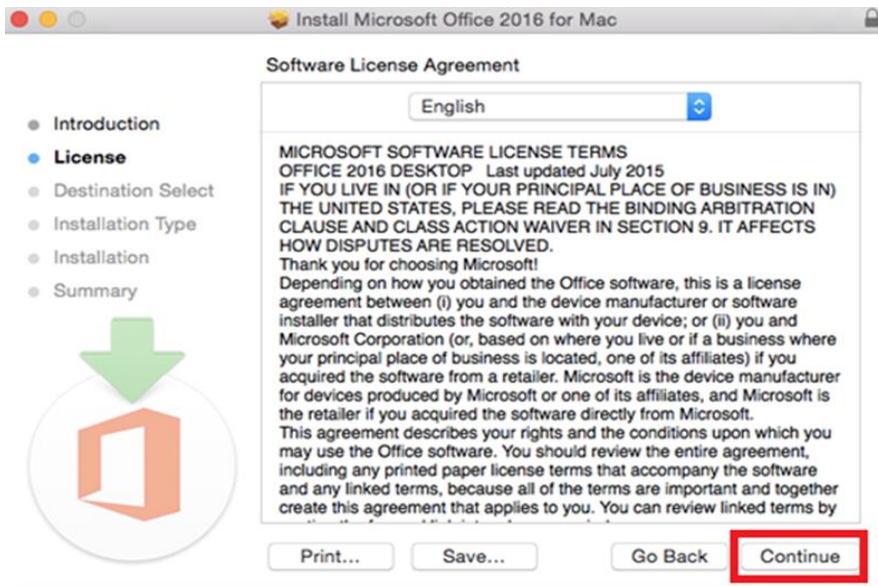 Install Microsoft Office 2016 for Mac
Software License Agreement
Introduction
License
Destination Select
Installation Type
Installation
Summary
English
MICROSOFT SOFTWARE LICENSE TERMS
OFFICE 2016 DESKTOP Last updated July 2015
IF YOU LIVE IN (OR IF YOUR PRINCIPAL PLACE OF BUSINESS IS IN)
THE UNITED STATES, PLEASE READ THE BINDING ARBITRATION
CLAUSE AND CLASS ACTION WAIVER IN SECTION 9. IT AFFECTS
HOW DISPUTES ARE RESOLVED.
Thank you for choosing Microsoft!
Depending on how you obtained the Office software, this is a license
agreement between (i) you and the device manufacturer or software
installer that distributes the software with your device; or (ii) you and
Microsoft Corporation (or, based on where you live or if a business where
your principal place of business is located, one of its affiliates) if you
acquired the software from a retailer. Microsoft is the device manufacturer
for devices produced by Microsoft or one of its affiliates, and Microsoft is
the retailer if you acquired the software directly from Microsoft.
This agreement describes your rights and the conditions upon which you
may use the Office software. You should review the entire agreement,
including any printed paper license terms that accompany the software
and any linked terms, because all of the terms are important and together
create this agreement that applies to you. You can review linked terms by
Print...
Save...
Go Back
Continue